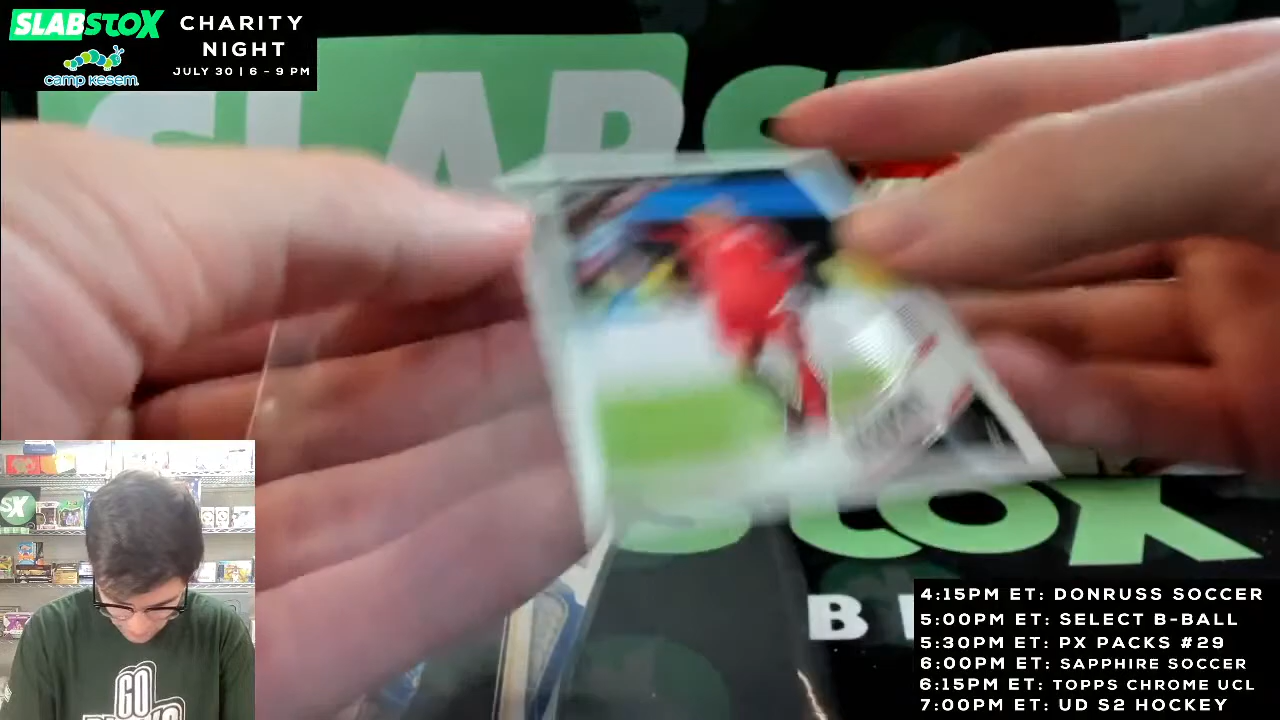 SLABSTOX
CHARITY
NIGHT
camp kesem
JULY 30 | 6 - 9 PM
SX
GO
4:15PM ET: DONRUSS SOCCER
5:00PM ET: SELECT B-BALL
5:30PM ET: PX PACKS #29
6:00PM ET: SAPPHIRE SOCCER
6:15PM ET: TOPPS CHROME UCL
7:00PM ET: UD S2 HOCKEY